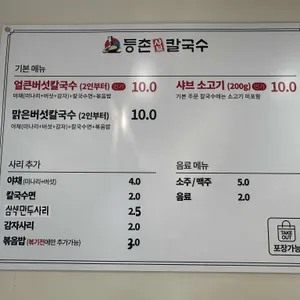 등촌 샤브 칼국수
기본 메뉴
얼큰버섯칼국수 (2인부터) 인기 10.0
야채(미나리+버섯+감자)+칼국수면+볶음밥
맑은버섯칼국수 (2인부터) 10.0
야채(미나리+버섯+감자)+칼국수면+볶음밥
샤브 소고기 (200g) 인기 10.0
기본 주문 칼국수에는 소고기 미포함
사리 추가
야채 (미나리+버섯) 4.0
칼국수면 2.0
삼색만두사리 2.5
감자사리 2.0
볶음밥 (볶기전에만 추가가능) 3.0
음료 메뉴
소주 / 맥주 5.0
음료 2.0
TAKE OUT
포장가능